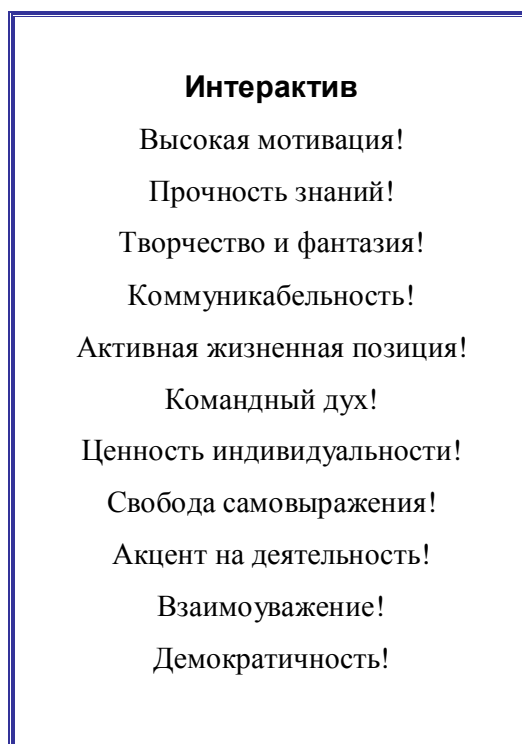 Интерактив
Высокая мотивация!
Прочность знаний!
Творчество и фантазия!
Коммуникабельность!
Активная жизненная позиция!
Командный дух!
Ценность индивидуальности!
Свобода самовыражения!
Акцент на деятельность!
Взаимоуважение!
Демократичность!